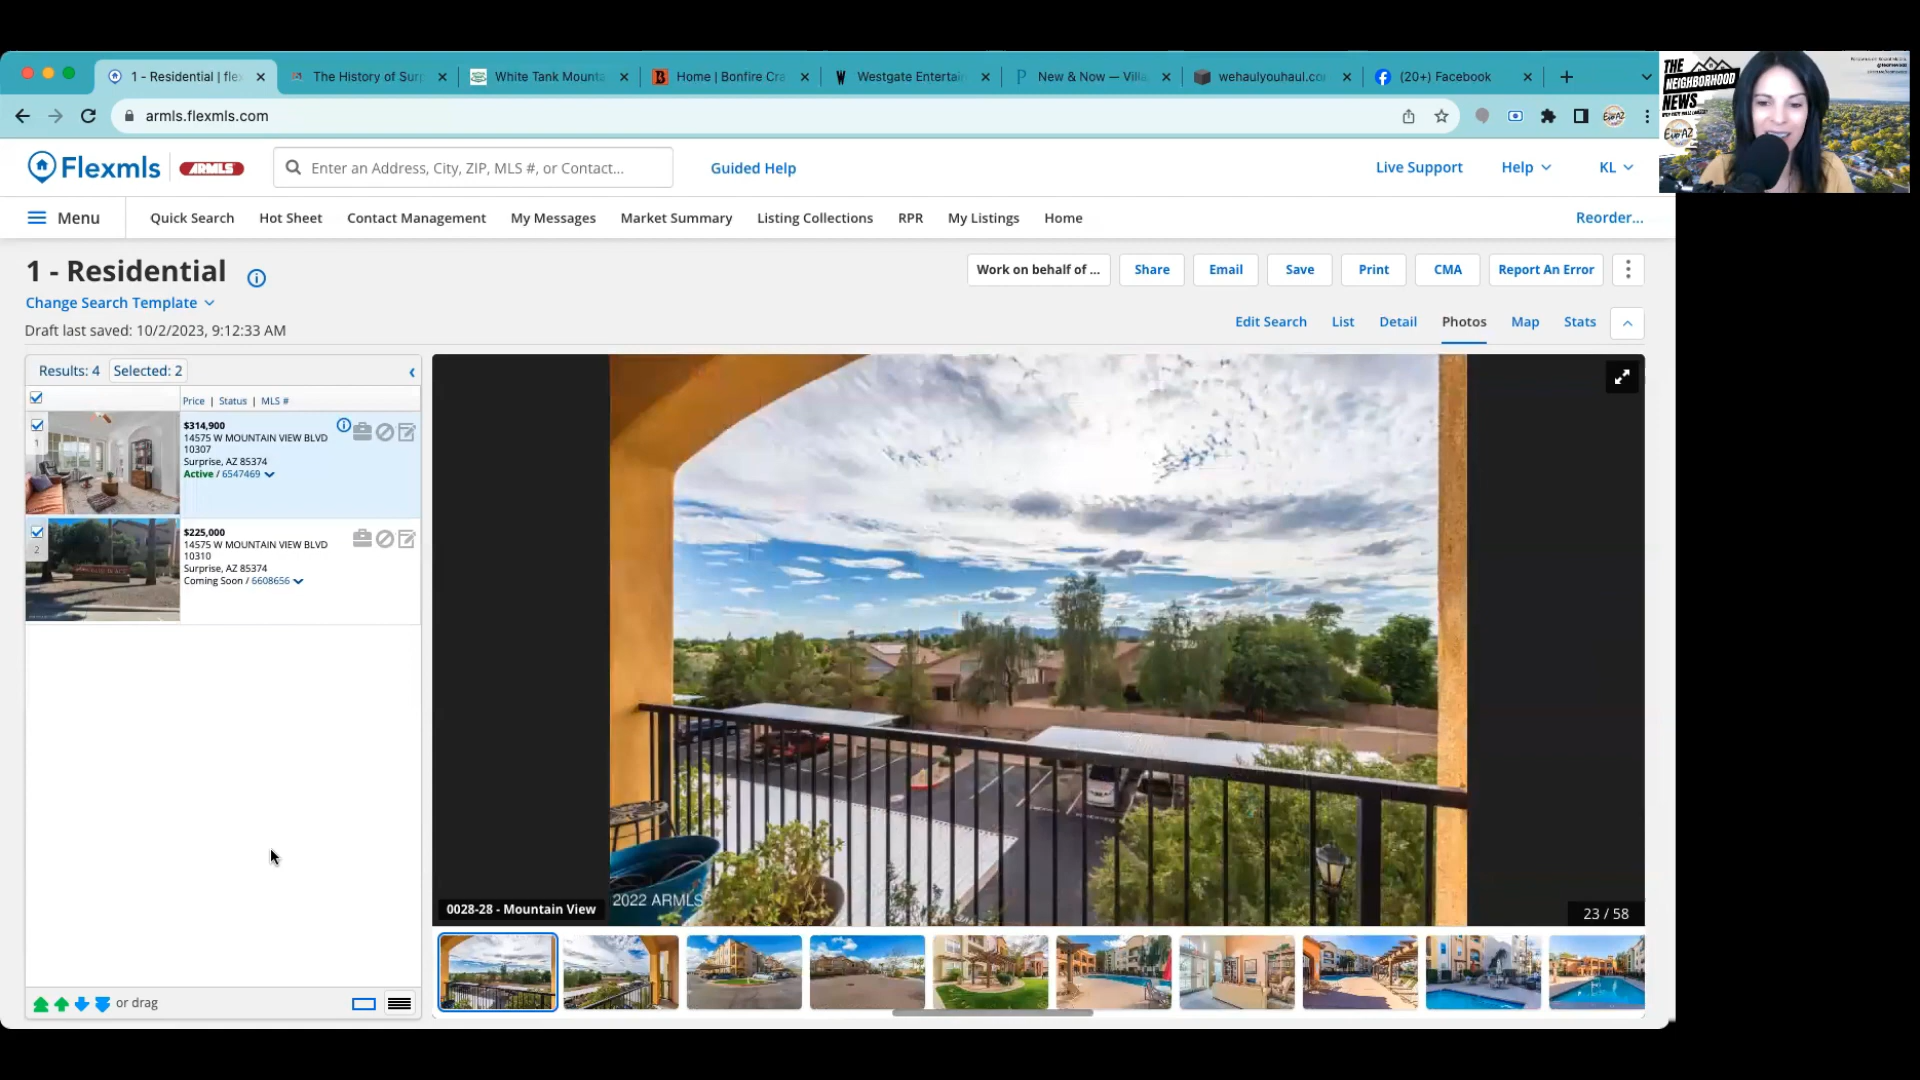 1 - Residential | fle
The History of Sur
White Tank Mounta
Home | Bonfire Cra
Westgate Entertai
New & Now — Villa
wehaulyouhaul.co
(20+) Facebook
armls.flexmls.com
THE
NEIGHBORHOOD
NEWS
Flexmls
ARMLS
Enter an Address, City, ZIP, MLS #, or Contact...
Guided Help
Live Support
Help
KL
Menu
Quick Search
Hot Sheet
Contact Management
My Messages
Market Summary
Listing Collections
RPR
My Listings
Home
Reorder...
1 - Residential
Work on behalf of ...
Share
Email
Save
Print
CMA
Report An Error
Change Search Template
Draft last saved: 10/2/2023, 9:12:33 AM
Edit Search
List
Detail
Photos
Map
Stats
Results: 4
Selected: 2
Price | Status | MLS #
1
$314,900
14575 W MOUNTAIN VIEW BLVD
10307
Surprise, AZ 85374
Active / 6547469
2
$225,000
14575 W MOUNTAIN VIEW BLVD
10310
Surprise, AZ 85374
Coming Soon / 6608656
or drag
0028-28 - Mountain View
2022 ARMLS
23 / 58